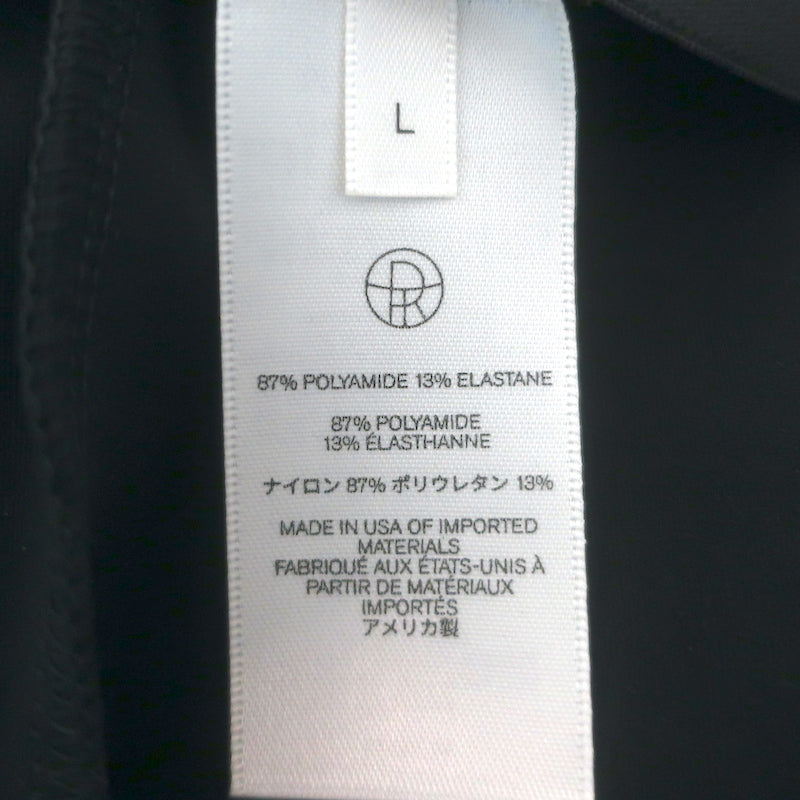 L
87% POLYAMIDE 13% ELASTANE
87% POLYAMIDE
13% ÉLASTHANNE
ナイロン 87% ポリウレタン 13%
MADE IN USA OF IMPORTED
MATERIALS
FABRIQUÉ AUX ÉTATS-UNIS À
PARTIR DE MATÉRIAUX
IMPORTÉS
アメリカ製